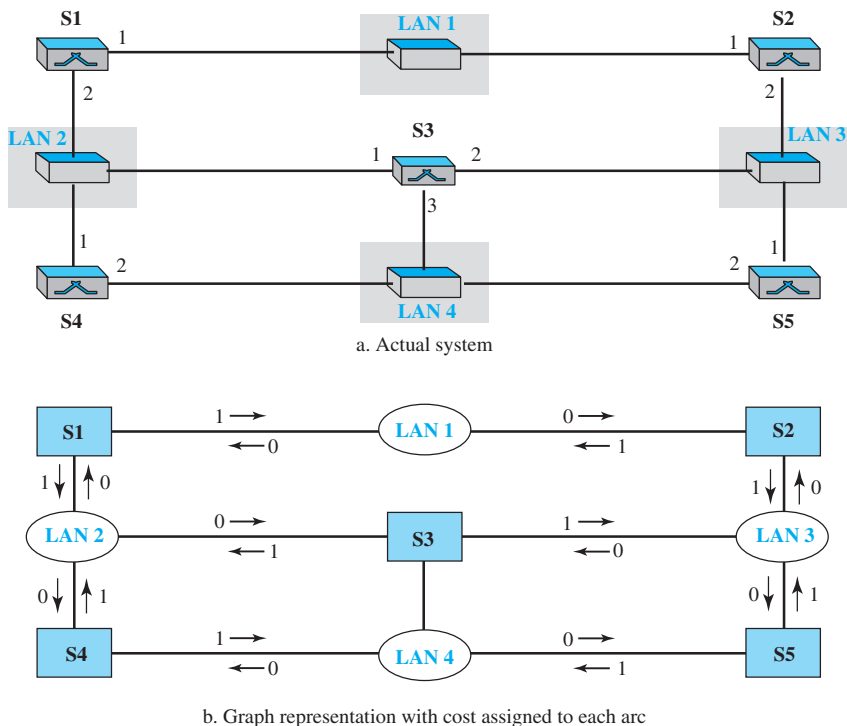 S1
LAN 1
S2
1
1
2
2
LAN 2
S3
LAN 3
1
2
3
1
1
2
2
S4
LAN 4
S5
a. Actual system
1
0
S1
LAN 1
S2
0
1
1
0
1
0
0
1
LAN 2
S3
LAN 3
1
0
0
1
0
1
1
0
S4
LAN 4
S5
0
1
b. Graph representation with cost assigned to each arc